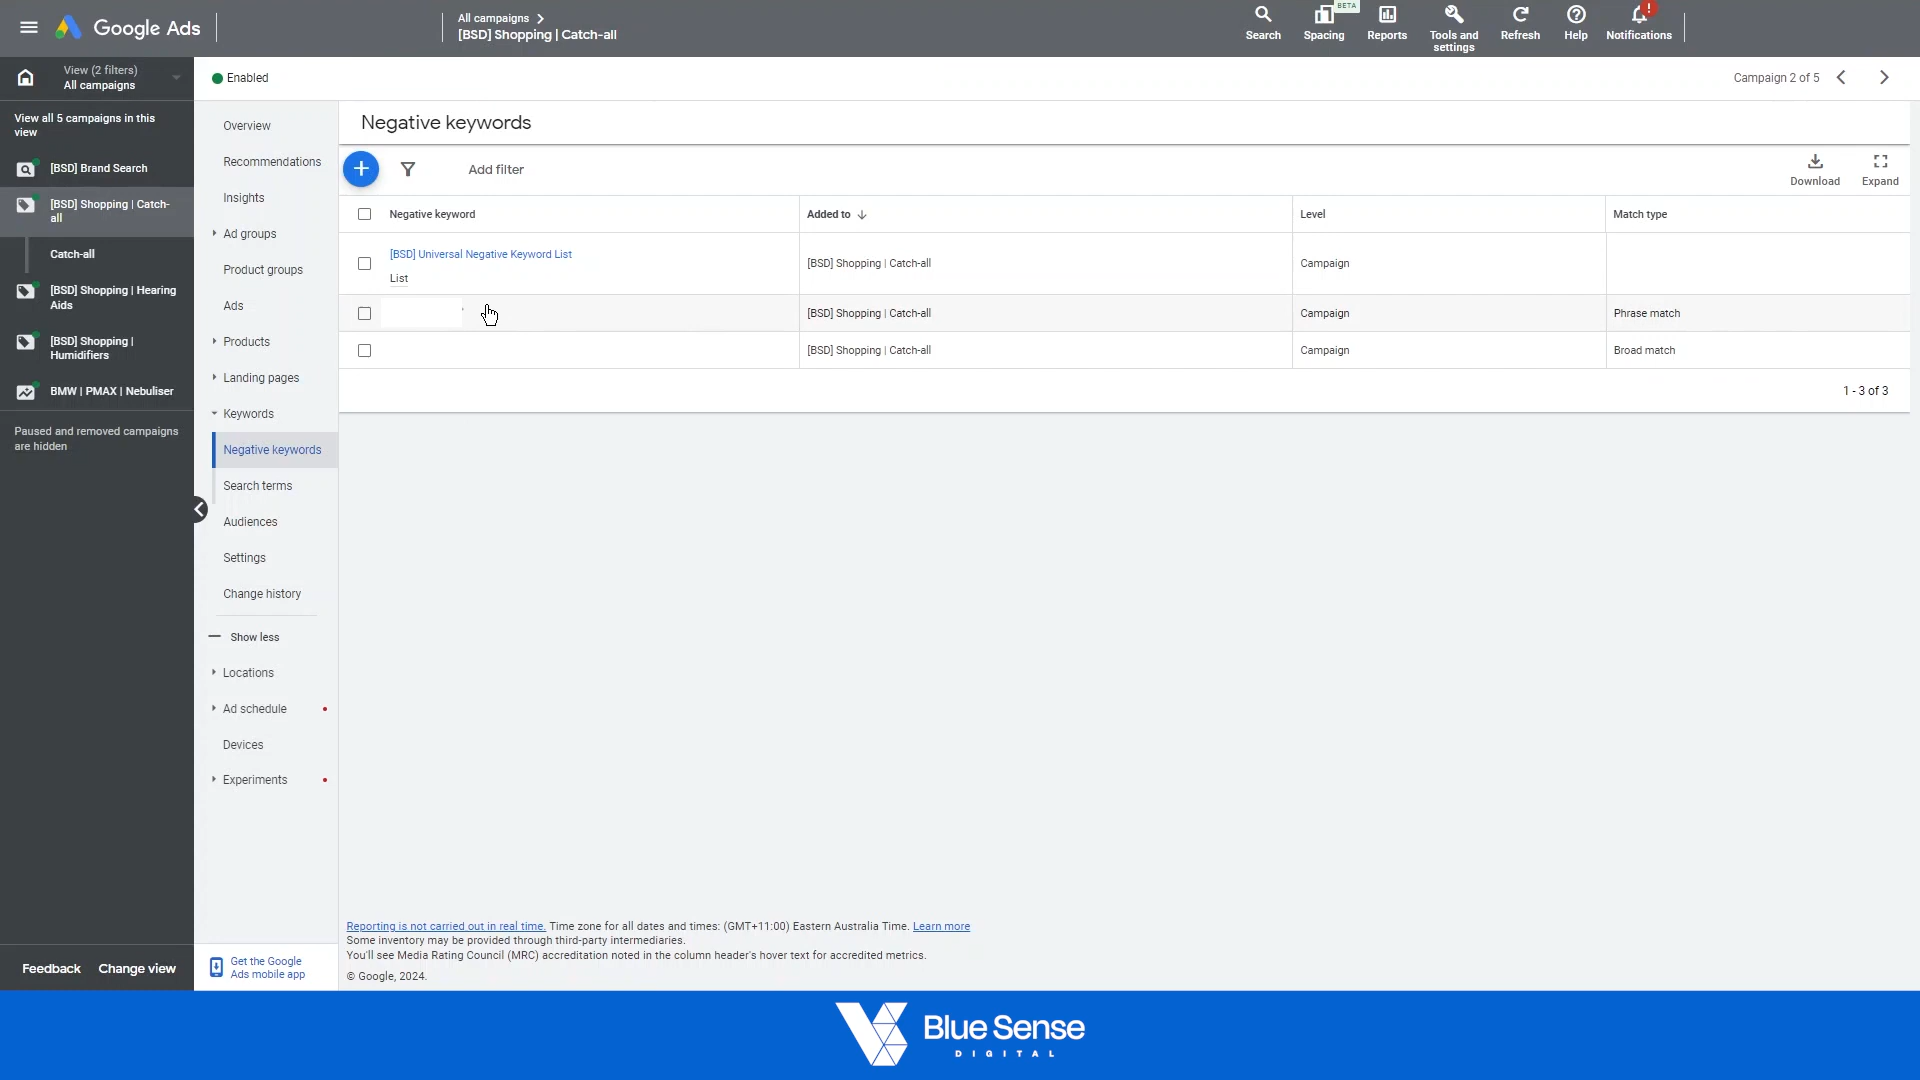 Google Ads
All campaigns
[BSD] Shopping | Catch-all
Search
BETA
Spacing
Reports
Tools and
settings
Refresh
Help
!
Notifications
View (2 filters)
All campaigns
Enabled
Campaign 2 of 5
View all 5 campaigns in this
view
[BSD] Brand Search
[BSD] Shopping | Catch-
all
Catch-all
[BSD] Shopping | Hearing
Aids
[BSD] Shopping |
Humidifiers
BMW | PMAX | Nebuliser
Paused and removed campaigns
are hidden
Feedback
Change view
Overview
Recommendations
Insights
Ad groups
Product groups
Ads
Products
Landing pages
Keywords
Negative keywords
Search terms
Audiences
Settings
Change history
Show less
Locations
Ad schedule
Devices
Experiments
Get the Google
Ads mobile app
Negative keywords
Add filter
Download
Expand
Negative keyword
Added to
Level
Match type
[BSD] Universal Negative Keyword List
List
[BSD] Shopping | Catch-all
Campaign
[BSD] Shopping | Catch-all
Campaign
Phrase match
[BSD] Shopping | Catch-all
Campaign
Broad match
1 - 3 of 3
Reporting is not carried out in real time. Time zone for all dates and times: (GMT+11:00) Eastern Australia Time. Learn more
Some inventory may be provided through third-party intermediaries.
You'll see Media Rating Council (MRC) accreditation noted in the column header's hover text for accredited metrics.
© Google, 2024.
Blue Sense
DIGITAL